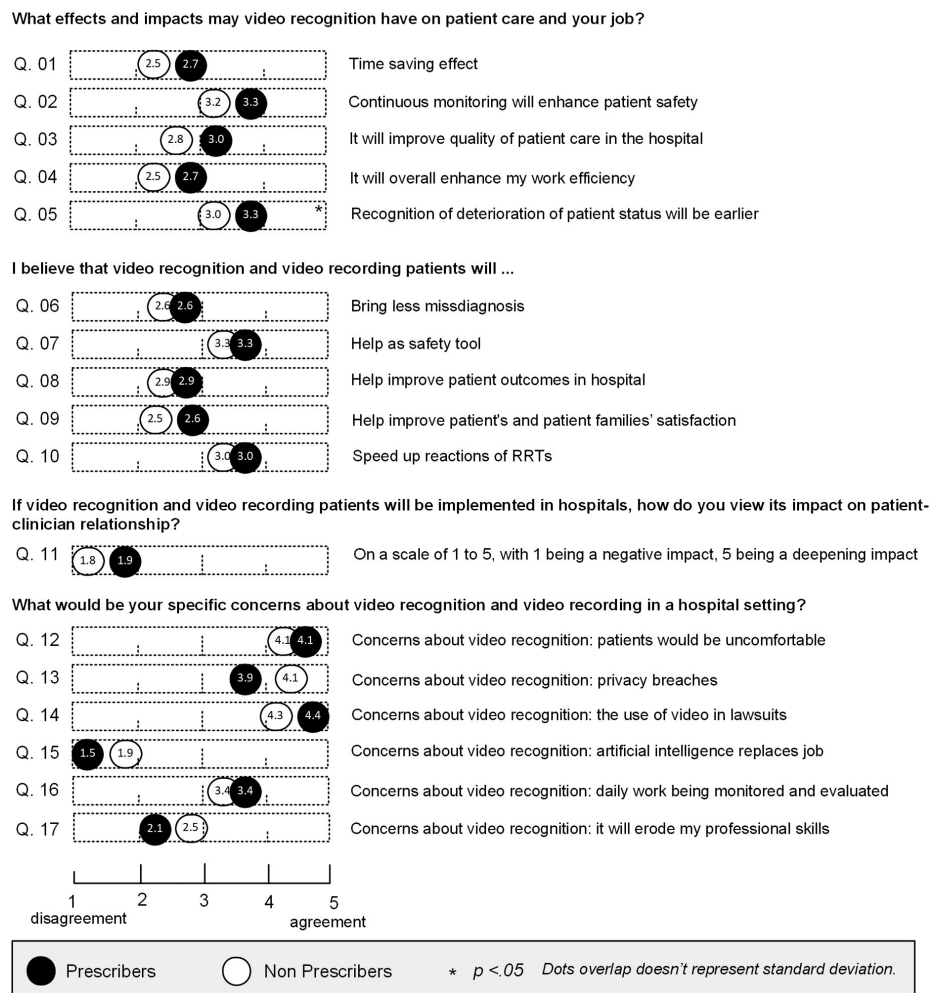 What effects and impacts may video recognition have on patient care and your job?
Q. 01 2.5 2.7 Time saving effect
Q. 02 3.2 3.3 Continuous monitoring will enhance patient safety
Q. 03 2.8 3.0 It will improve quality of patient care in the hospital
Q. 04 2.5 2.7 It will overall enhance my work efficiency
Q. 05 3.0 3.3 * Recognition of deterioration of patient status will be earlier
I believe that video recognition and video recording patients will ...
Q. 06 2.6 2.6 Bring less missdiagnosis
Q. 07 3.3 3.3 Help as safety tool
Q. 08 2.9 2.9 Help improve patient outcomes in hospital
Q. 09 2.5 2.6 Help improve patient's and patient families' satisfaction
Q. 10 3.0 3.0 Speed up reactions of RRTs
If video recognition and video recording patients will be implemented in hospitals, how do you view its impact on patient-
clinician relationship?
Q. 11 1.8 1.9 On a scale of 1 to 5, with 1 being a negative impact, 5 being a deepening impact
What would be your specific concerns about video recognition and video recording in a hospital setting?
Q. 12 4.1 4.1 Concerns about video recognition: patients would be uncomfortable
Q. 13 3.9 4.1 Concerns about video recognition: privacy breaches
Q. 14 4.3 4.4 Concerns about video recognition: the use of video in lawsuits
Q. 15 1.5 1.9 Concerns about video recognition: artificial intelligence replaces job
Q. 16 3.4 3.4 Concerns about video recognition: daily work being monitored and evaluated
Q. 17 2.1 2.5 Concerns about video recognition: it will erode my professional skills
1 2 3 4 5
disagreement agreement
Prescribers Non Prescribers * p <.05 Dots overlap doesn't represent standard deviation.